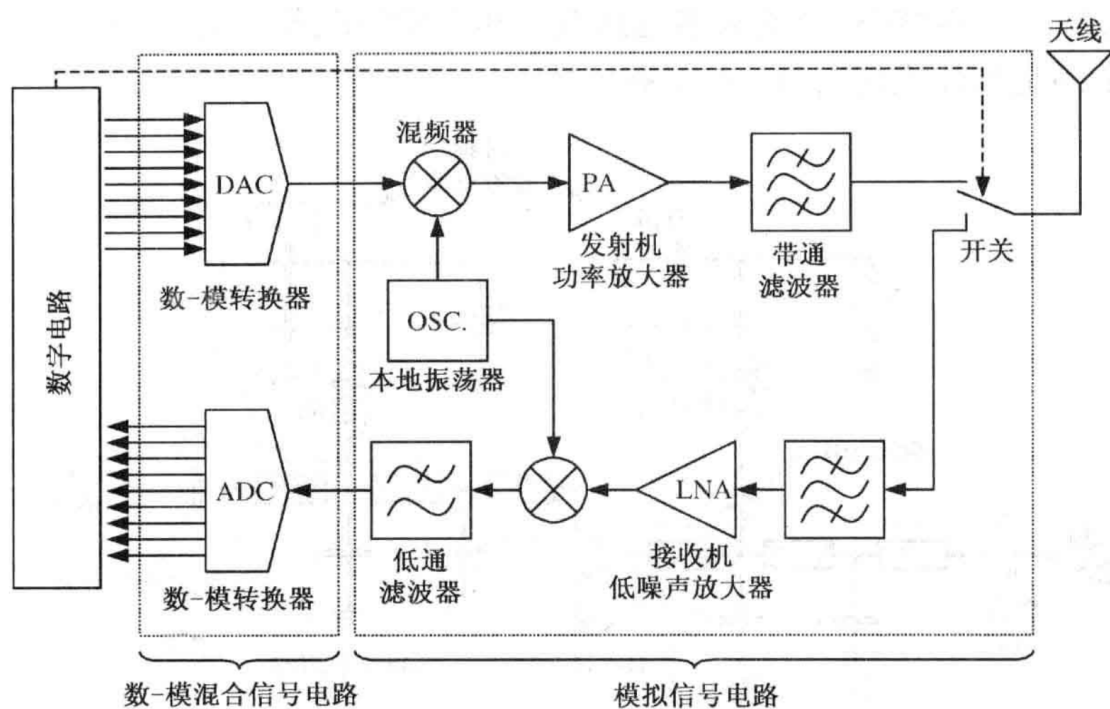 天线
混频器
DAC
PA
发射机
功率放大器
带通
滤波器
开关
数-模转换器
OSC.
本地振荡器
数字电路
ADC
LNA
低通
滤波器
接收机
低噪声放大器
数-模转换器
数-模混合信号电路
模拟信号电路